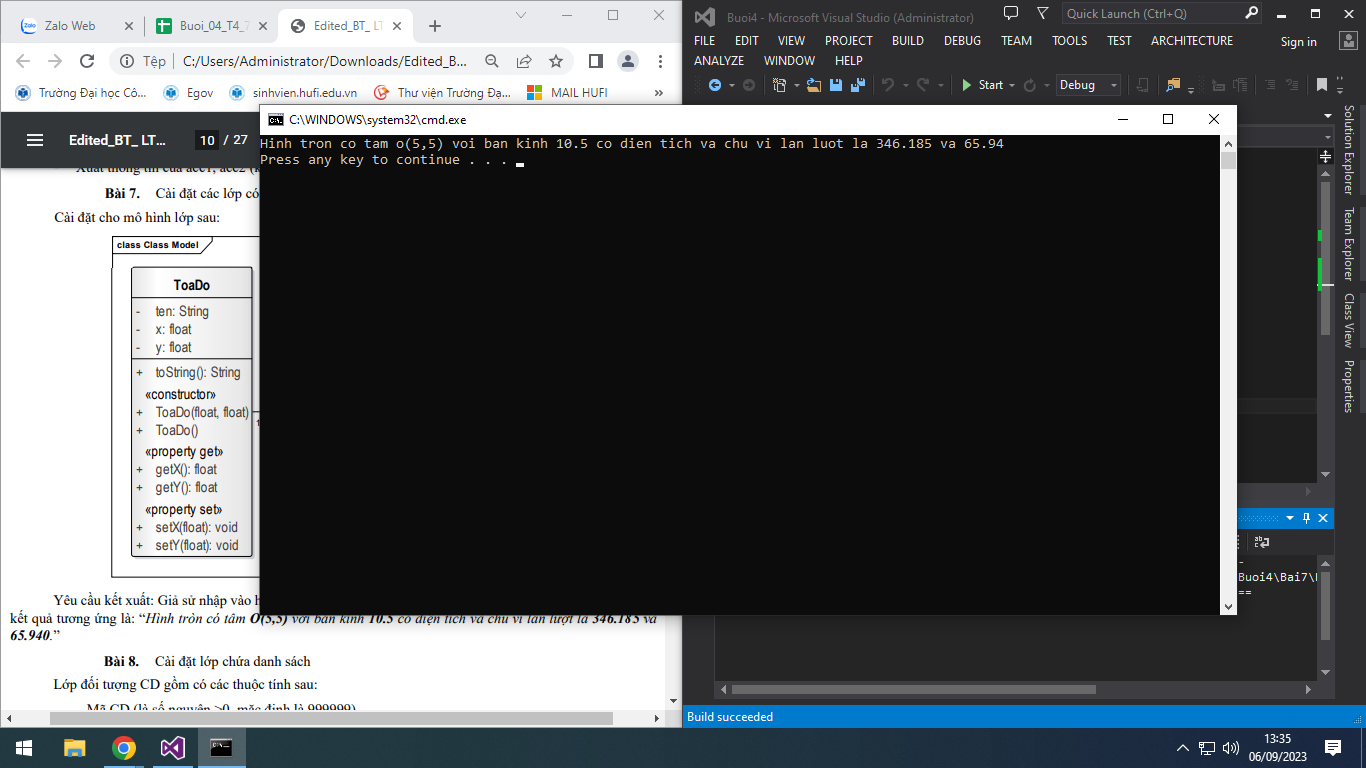 Zalo Web
Buoi_04_T4_7
Edited_BT_ LT
Tệp
C:/Users/Administrator/Downloads/Edited_B...
Trường Đại học Cô...
Egov
sinhvien.hufi.edu.vn
Thư viện Trường Đạ...
MAIL HUFI
»
Edited_BT_ LT...
10 / 27
Bài 7. Cài đặt các lớp có
Cài đặt cho mô hình lớp sau:
class Class Model
ToaDo
- ten: String
- x: float
- y: float
+ toString(): String
«constructor»
+ ToaDo(float, float)
+ ToaDo()
«property get»
+ getX(): float
+ getY(): float
«property set»
+ setX(float): void
+ setY(float): void
Yêu cầu kết xuất: Giả sử nhập vào
kết quả tương ứng là: “Hình tròn có tâm O(5,5) với bán kính 10.5 có diện tích và chu vi lần lượt là 346.185 và
65.940.”
Bài 8. Cài đặt lớp chứa danh sách
Lớp đối tượng CD gồm có các thuộc tính sau:
Mã CD (là số nguyên >0, mặc định là 999999)
C:\WINDOWS\system32\cmd.exe
Hinh tron co tam o(5,5) voi ban kinh 10.5 co dien tich va chu vi lan luot la 346.185 va 65.94
Press any key to continue . . .
Buoi4 - Microsoft Visual Studio (Administrator)
Quick Launch (Ctrl+Q)
FILE EDIT VIEW PROJECT BUILD DEBUG TEAM TOOLS TEST ARCHITECTURE
Sign in
ANALYZE WINDOW HELP
Start
Debug
Solution Explorer
Team Explorer
Class View
Properties
Buoi4\Bai7\
==
Build succeeded
13:35
06/09/2023